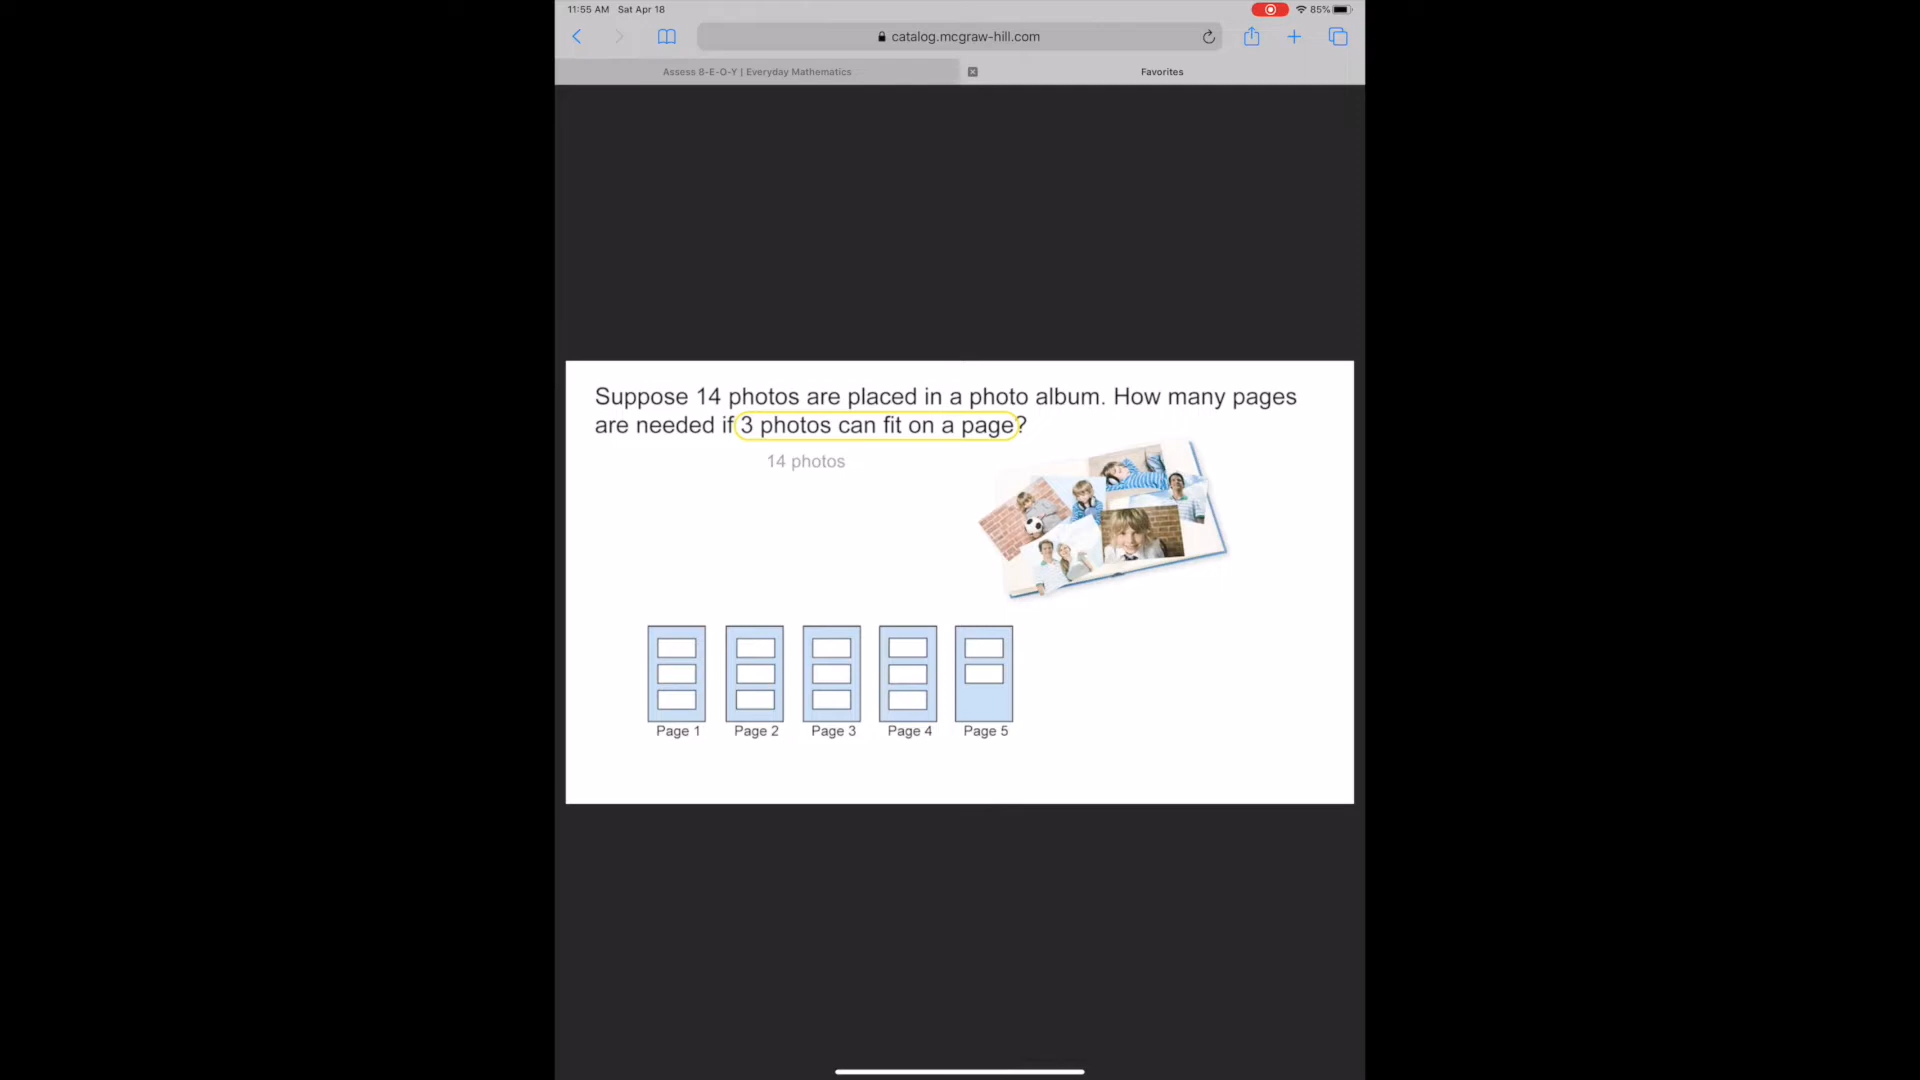 11:55 AM Sat Apr 18
85%
catalog.mcgraw-hill.com
Assess 8-E-O-Y | Everyday Mathematics
Favorites
Suppose 14 photos are placed in a photo album. How many pages
are needed if 3 photos can fit on a page?
14 photos
Page 1 Page 2 Page 3 Page 4 Page 5